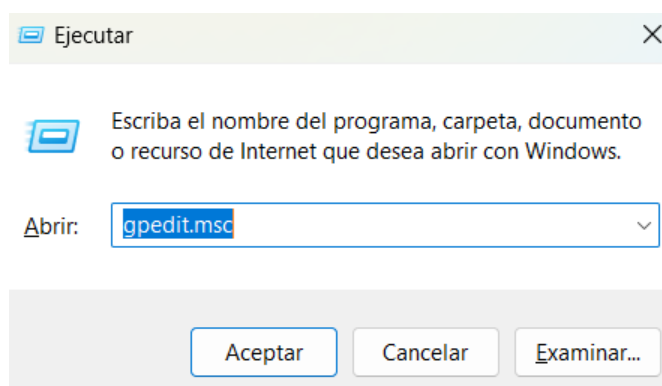 Ejecutar
Escriba el nombre del programa, carpeta, documento
o recurso de Internet que desea abrir con Windows.
Abrir: gpedit.msc
Aceptar Cancelar Examinar...